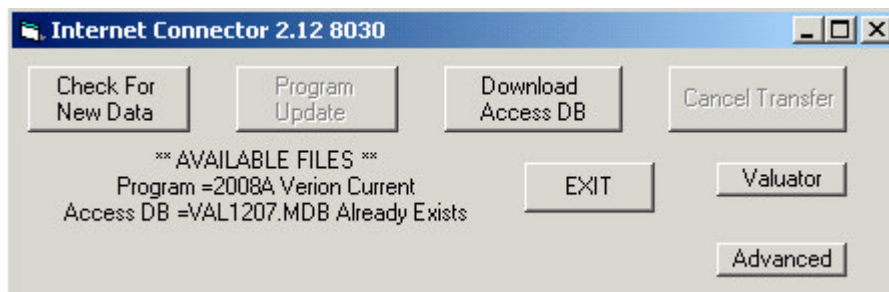 Internet Connector 2.12 8030
Check For
New Data
Program
Update
Download
Access DB
Cancel Transfer
** AVAILABLE FILES **
Program =2008A Verion Current
Access DB =VAL1207.MDB Already Exists
EXIT
Valuator
Advanced